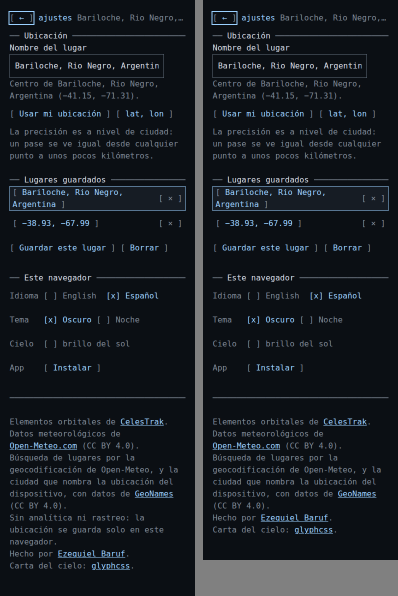 [ ← ] ajustes Bariloche, Río Negro,…
Ubicación
Nombre del lugar
Bariloche, Río Negro, Argentin
Centro de Bariloche, Río Negro,
Argentina (−41.15, −71.31).
[ Usar mi ubicación ] [ lat, lon ]
La precisión es a nivel de ciudad:
un pase se ve igual desde cualquier
punto a unos pocos kilómetros.
Lugares guardados
[ Bariloche, Río Negro,
Argentina ] [ × ]
[ −38.93, −67.99 ] [ × ]
[ Guardar este lugar ] [ Borrar ]
Este navegador
Idioma [ ] English [x] Español
Tema [x] Oscuro [ ] Noche
Cielo [ ] brillo del sol
App [ Instalar ]
Elementos orbitales de CelesTrak.
Datos meteorológicos de
Open-Meteo.com (CC BY 4.0).
Búsqueda de lugares por la
geocodificación de Open-Meteo, y la
ciudad que nombra la ubicación del
dispositivo, con datos de GeoNames
(CC BY 4.0).
Sin analítica ni rastreo: la
ubicación se guarda solo en este
navegador.
Hecho por Ezequiel Baruf.
Carta del cielo: glyphcss.
[ ← ] ajustes Bariloche, Río Negro,…
Ubicación
Nombre del lugar
Bariloche, Río Negro, Argentin
Centro de Bariloche, Río Negro,
Argentina (−41.15, −71.31).
[ Usar mi ubicación ] [ lat, lon ]
La precisión es a nivel de ciudad:
un pase se ve igual desde cualquier
punto a unos pocos kilómetros.
Lugares guardados
[ Bariloche, Río Negro,
Argentina ] [ × ]
[ −38.93, −67.99 ] [ × ]
[ Guardar este lugar ] [ Borrar ]
Este navegador
Idioma [ ] English [x] Español
Tema [x] Oscuro [ ] Noche
Cielo [ ] brillo del sol
App [ Instalar ]
Elementos orbitales de CelesTrak.
Datos meteorológicos de
Open-Meteo.com (CC BY 4.0).
Búsqueda de lugares por la
geocodificación de Open-Meteo, y la
ciudad que nombra la ubicación del
dispositivo, con datos de GeoNames
(CC BY 4.0).
Hecho por Ezequiel Baruf.
Carta del cielo: glyphcss.